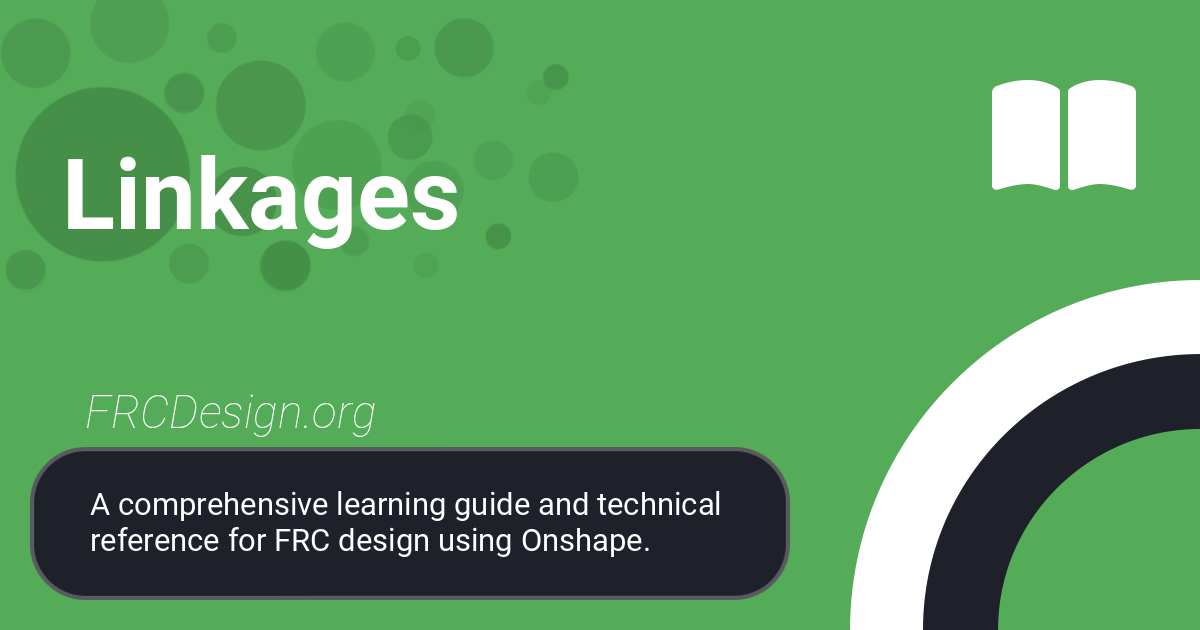 Linkages
FRCDesign.org
A comprehensive learning guide and technical
reference for FRC design using Onshape.